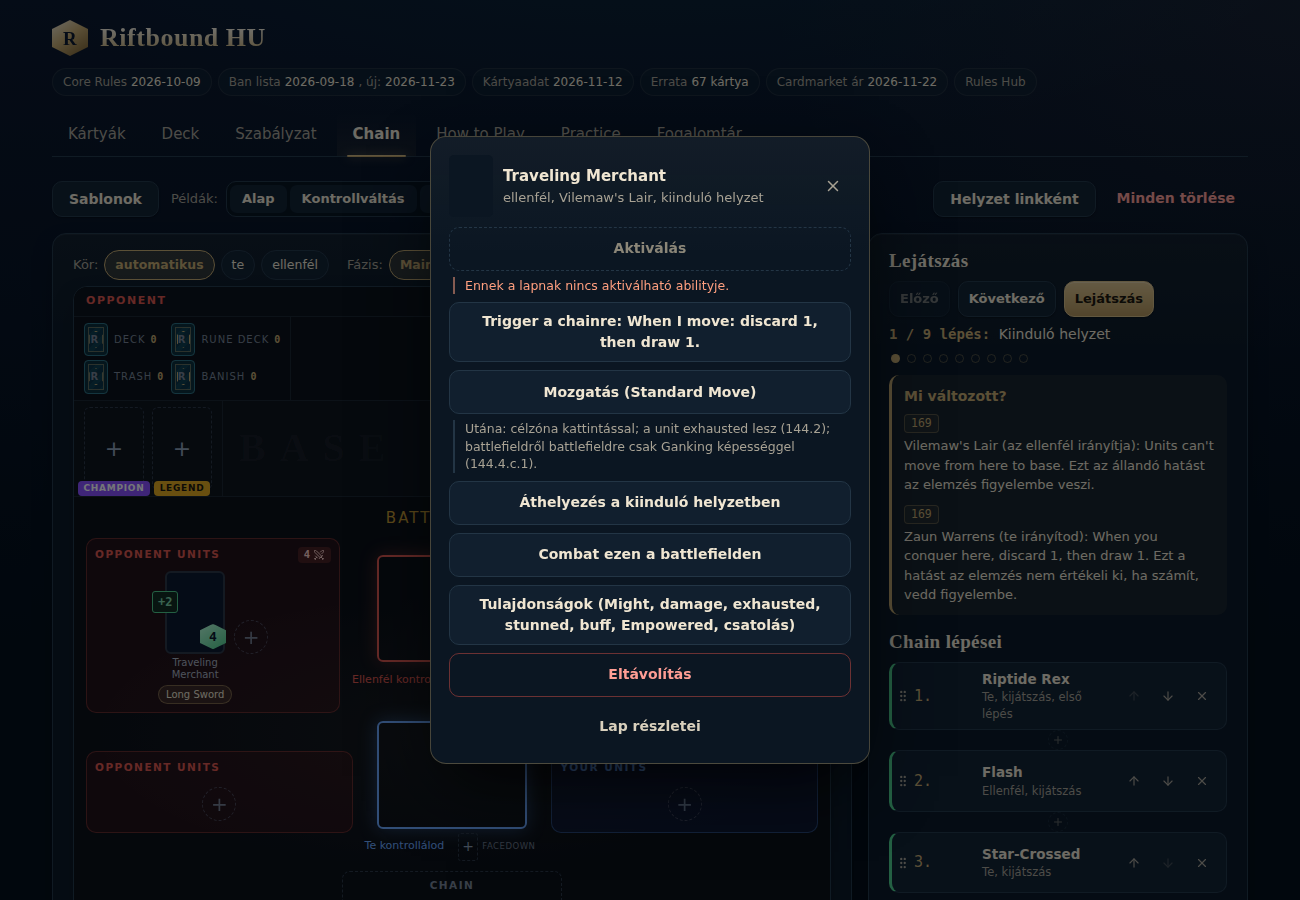 R Riftbound HU
Core Rules 2026-10-09
Ban lista 2026-09-18 , új: 2026-11-23
Kártyaadat 2026-11-12
Errata 67 kártya
Cardmarket ár 2026-11-22
Rules Hub
Kártyák Deck Szabályzat Chain How to Play Practice Fogalomtár
Sablonok Példák: Alap Kontrollváltás
Helyzet linkként Minden törlése
Kör: automatikus te ellenfél Fázis: Main
OPPONENT
DECK 0 RUNE DECK 0
TRASH 0 BANISH 0
BASE
CHAMPION LEGEND
BATT
OPPONENT UNITS 4
+2
4
Traveling
Merchant
Long Sword
Ellenfél kontro
OPPONENT UNITS
YOUR UNITS
Te kontrollálod
FACEDOWN
CHAIN
Traveling Merchant
ellenfél, Vilemaw's Lair, kiinduló helyzet
Aktiválás
Ennek a lapnak nincs aktiválható abilityje.
Trigger a chainre: When I move: discard 1,
then draw 1.
Mozgatás (Standard Move)
Utána: célzóna kattintással; a unit exhausted lesz (144.2);
battlefieldről battlefieldre csak Ganking képességgel
(144.4.c.1).
Áthelyezés a kiinduló helyzetben
Combat ezen a battlefielden
Tulajdonságok (Might, damage, exhausted,
stunned, buff, Empowered, csatolás)
Eltávolítás
Lap részletei
Lejátszás
Előző Következő Lejátszás
1 / 9 lépés: Kiinduló helyzet
Mi változott?
169
Vilemaw's Lair (az ellenfél irányítja): Units can't
move from here to base. Ezt az állandó hatást
az elemzés figyelembe veszi.
169
Zaun Warrens (te irányítod): When you
conquer here, discard 1, then draw 1. Ezt a
hatást az elemzés nem értékeli ki, ha számít,
vedd figyelembe.
Chain lépései
1. Riptide Rex
Te, kijátszás, első
lépés
2. Flash
Ellenfél, kijátszás
3. Star-Crossed
Te, kijátszás